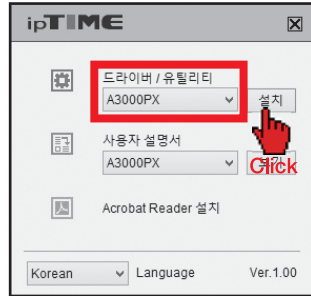 ipTIME
드라이버 / 유틸리티
A3000PX
설치
사용자 설명서
A3000PX
Click
Acrobat Reader 설치
Korean Language Ver.1.00